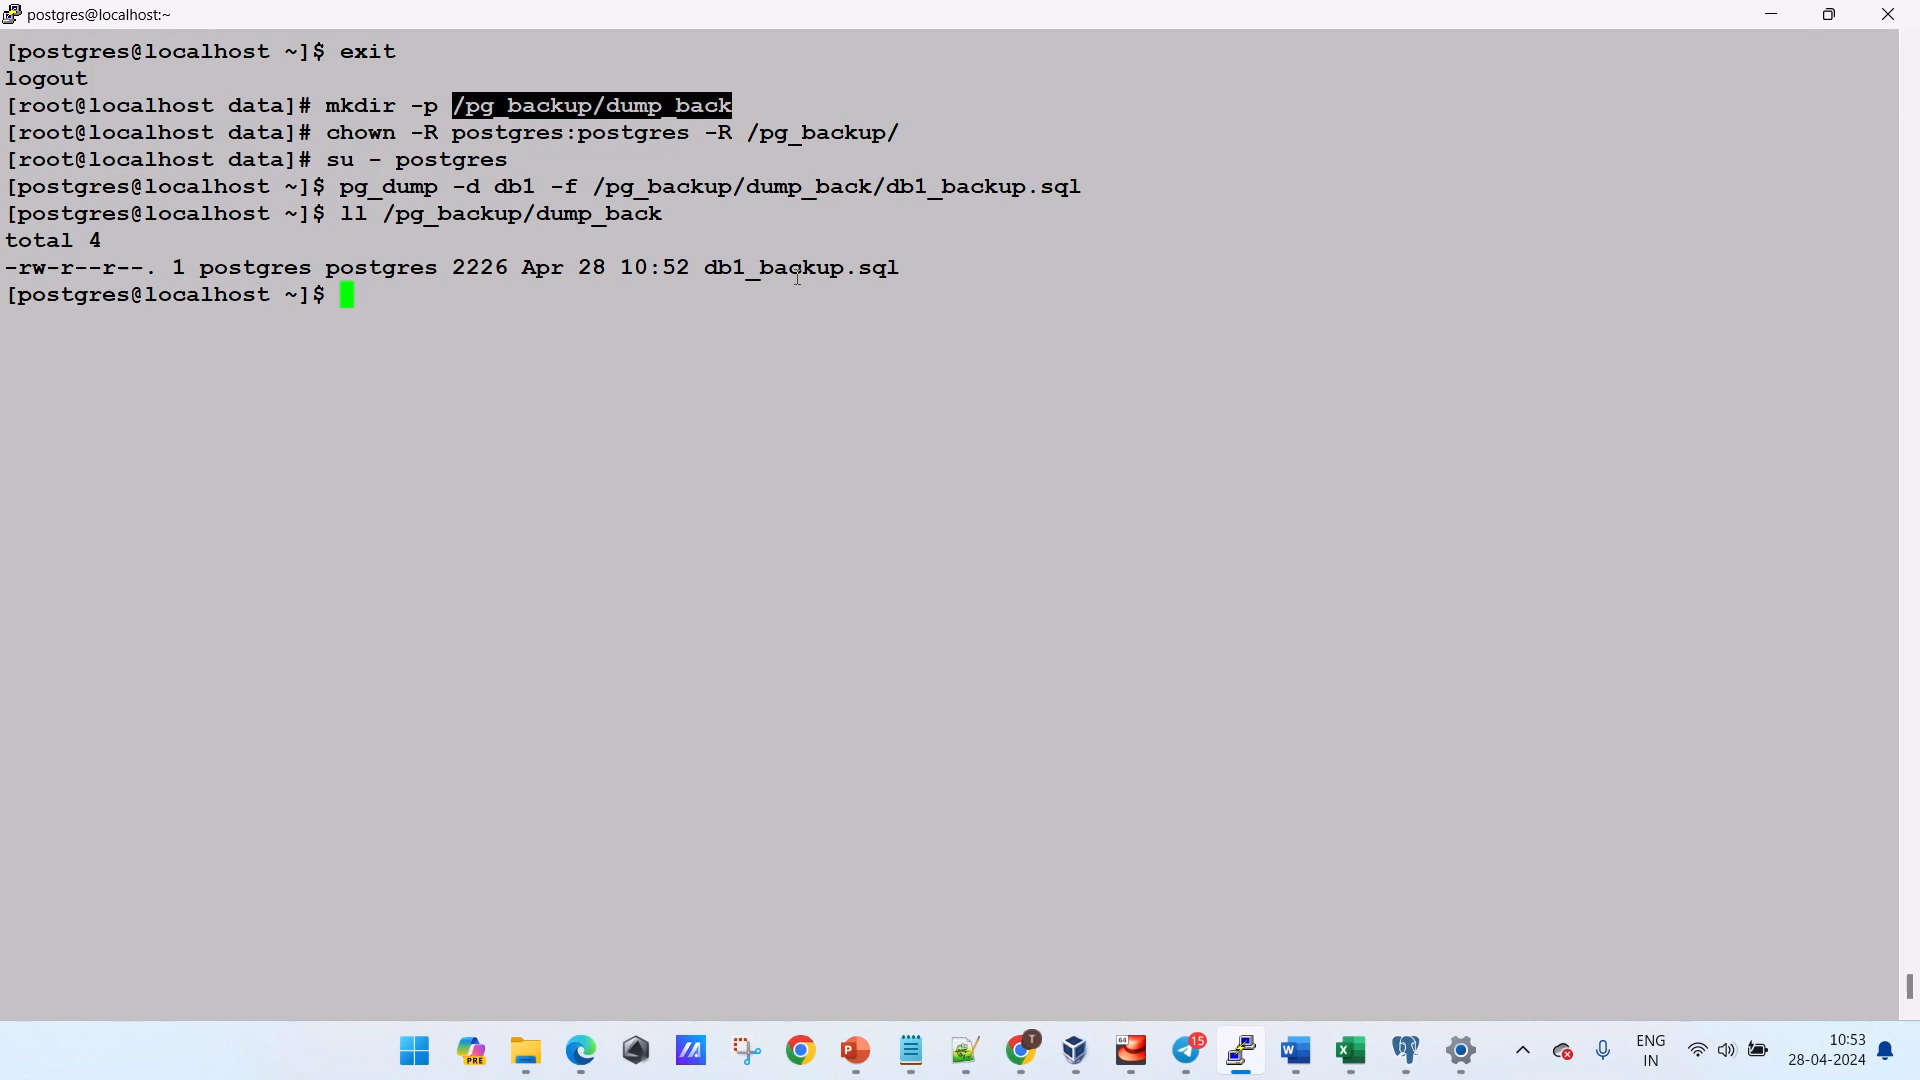 postgres@localhost:~
[postgres@localhost ~]$ exit
logout
[root@localhost data]# mkdir -p /pg_backup/dump_back
[root@localhost data]# chown -R postgres:postgres -R /pg_backup/
[root@localhost data]# su - postgres
[postgres@localhost ~]$ pg_dump -d db1 -f /pg_backup/dump_back/db1_backup.sql
[postgres@localhost ~]$ ll /pg_backup/dump_back
total 4
-rw-r--r--. 1 postgres postgres 2226 Apr 28 10:52 db1_backup.sql
[postgres@localhost ~]$
PRE
P
T
64
15
W
X
ENG
IN
10:53
28-04-2024